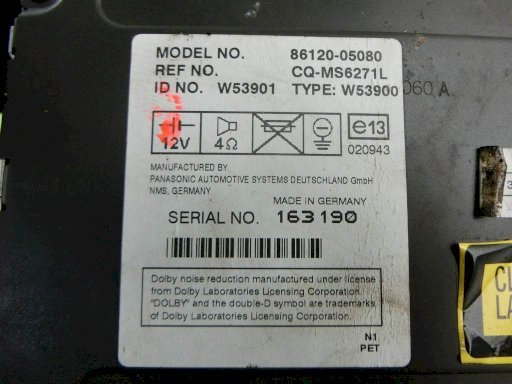 MODEL NO. 86120-05080
REF NO. CQ-MS6271L
ID NO. W53901 TYPE: W53900
12V 4Ω e13
020943
MANUFACTURED BY
PANASONIC AUTOMOTIVE SYSTEMS DEUTSCHLAND GmbH
NMS, GERMANY
MADE IN GERMANY
SERIAL NO. 163190
Dolby noise reduction manufactured under license
from Dolby Laboratories Licensing Corporation.
"DOLBY" and the double-D symbol are trademarks
of Dolby Laboratories Licensing Corporation.
N1
PET